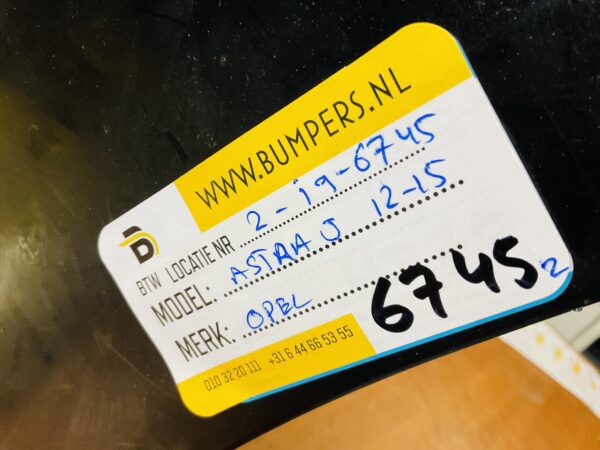 WWW.BUMPERS.NL
B
BTW LOCATIE NR 2-19-6745
MODEL: ASTRA J 12-15
MERK: OPEL
6745 2
010 32 20 111 +31 6 44 66 53 55